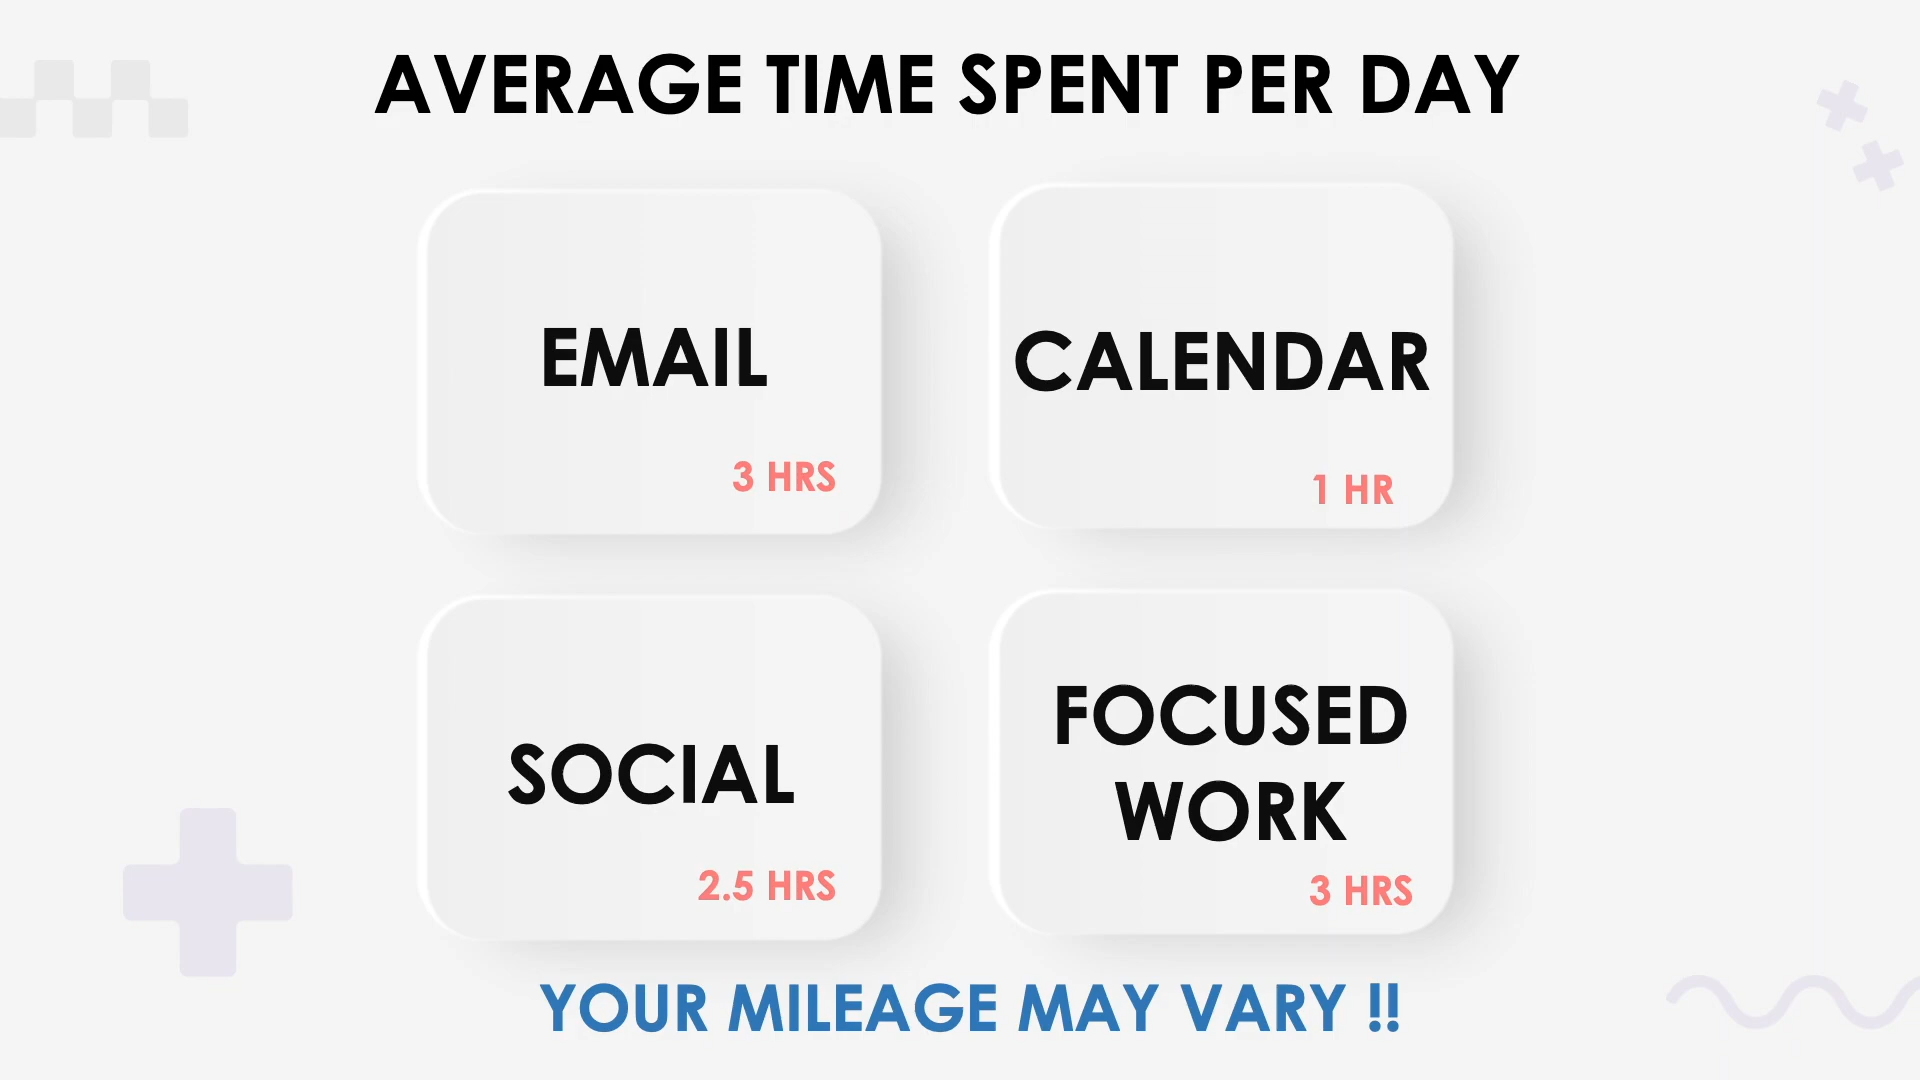 AVERAGE TIME SPENT PER DAY
EMAIL
3 HRS
CALENDAR
1 HR
SOCIAL
2.5 HRS
FOCUSED
WORK
3 HRS
YOUR MILEAGE MAY VARY !!